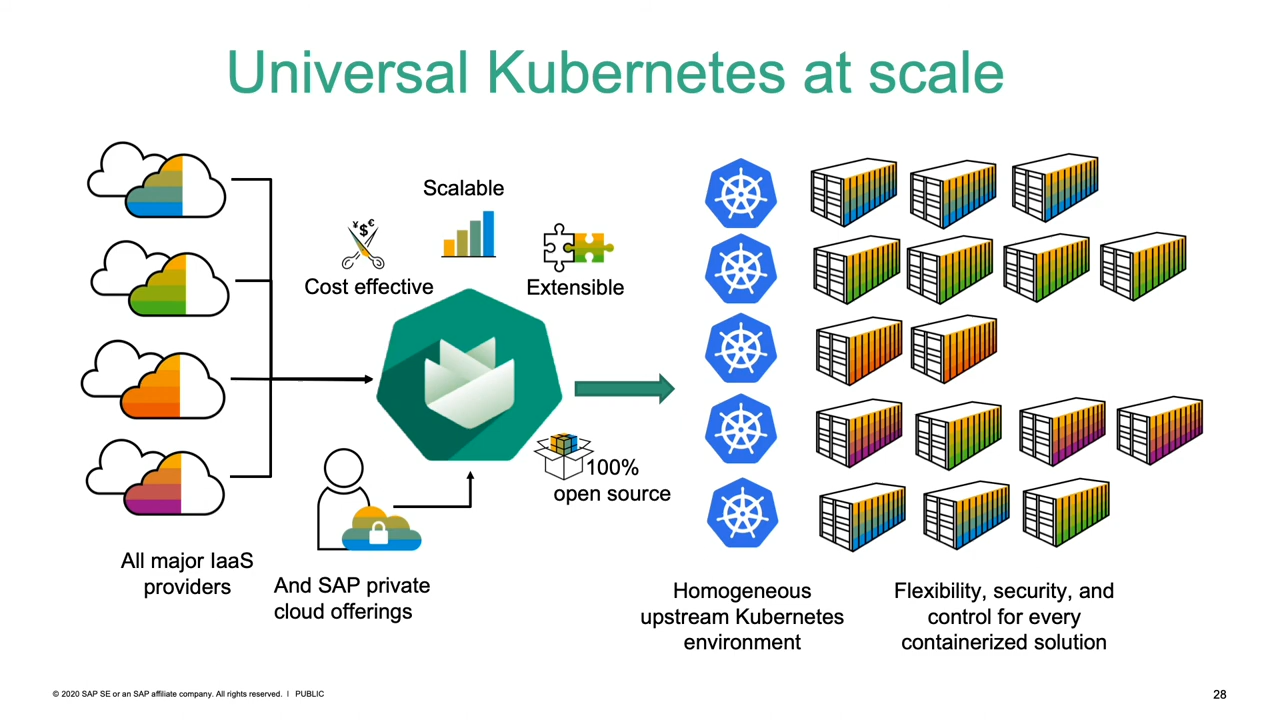 Universal Kubernetes at scale
Scalable
¥$€
Cost effective
Extensible
100%
open source
All major IaaS
providers
And SAP private
cloud offerings
Homogeneous
upstream Kubernetes
environment
Flexibility, security, and
control for every
containerized solution
© 2020 SAP SE or an SAP affiliate company. All rights reserved. | PUBLIC
28